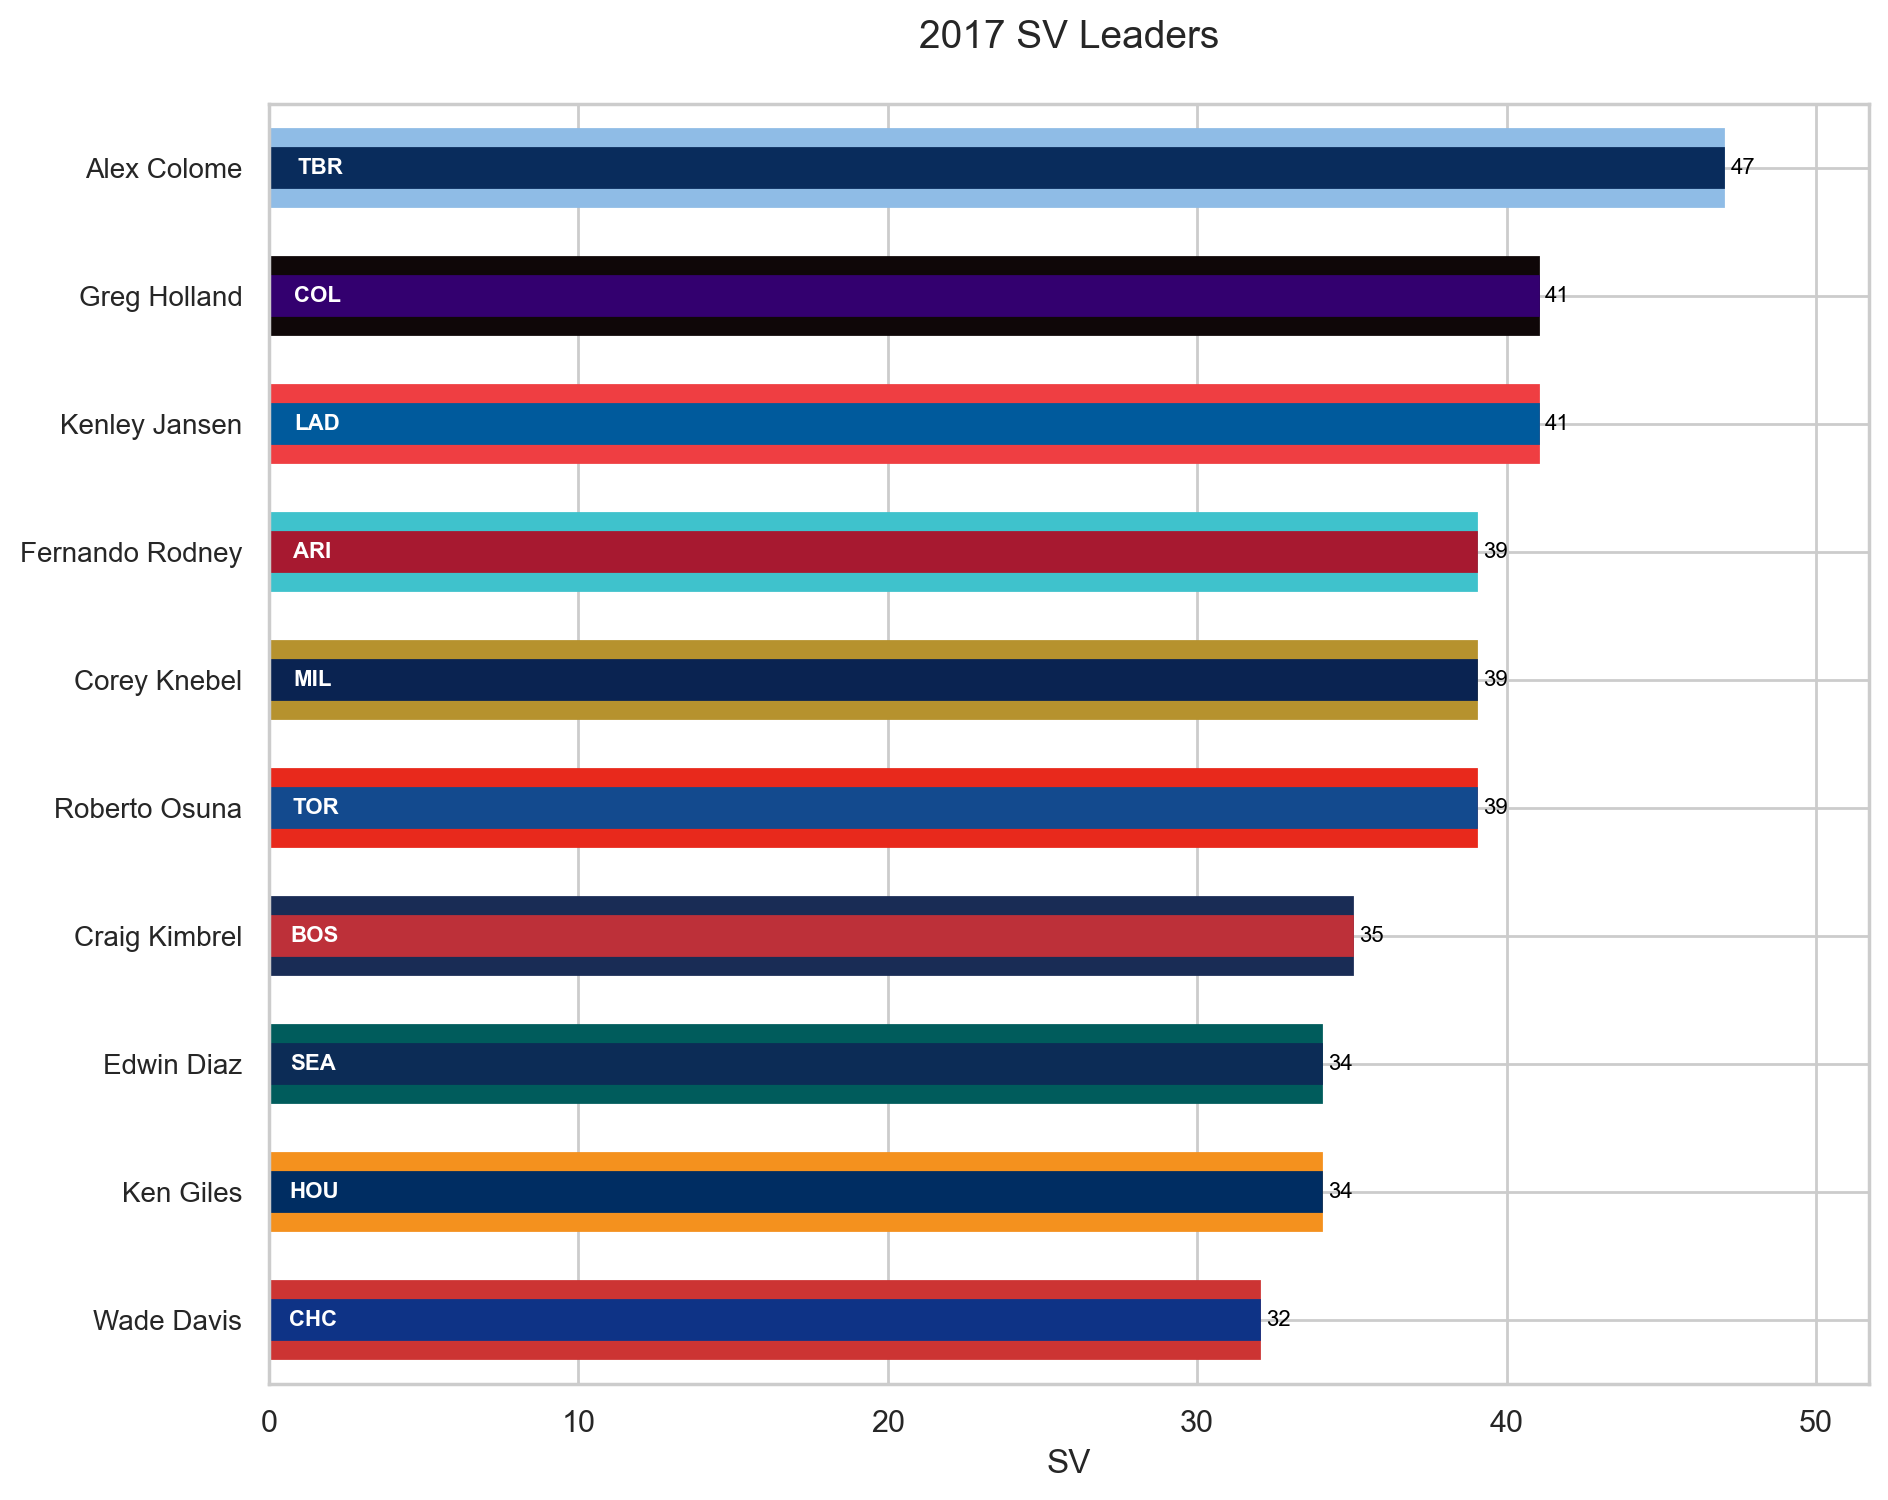 2017 SV Leaders
Alex Colome TBR 47
Greg Holland COL 41
Kenley Jansen LAD 41
Fernando Rodney ARI 39
Corey Knebel MIL 39
Roberto Osuna TOR 39
Craig Kimbrel BOS 35
Edwin Diaz SEA 34
Ken Giles HOU 34
Wade Davis CHC 32
0 10 20 30 40 50
SV